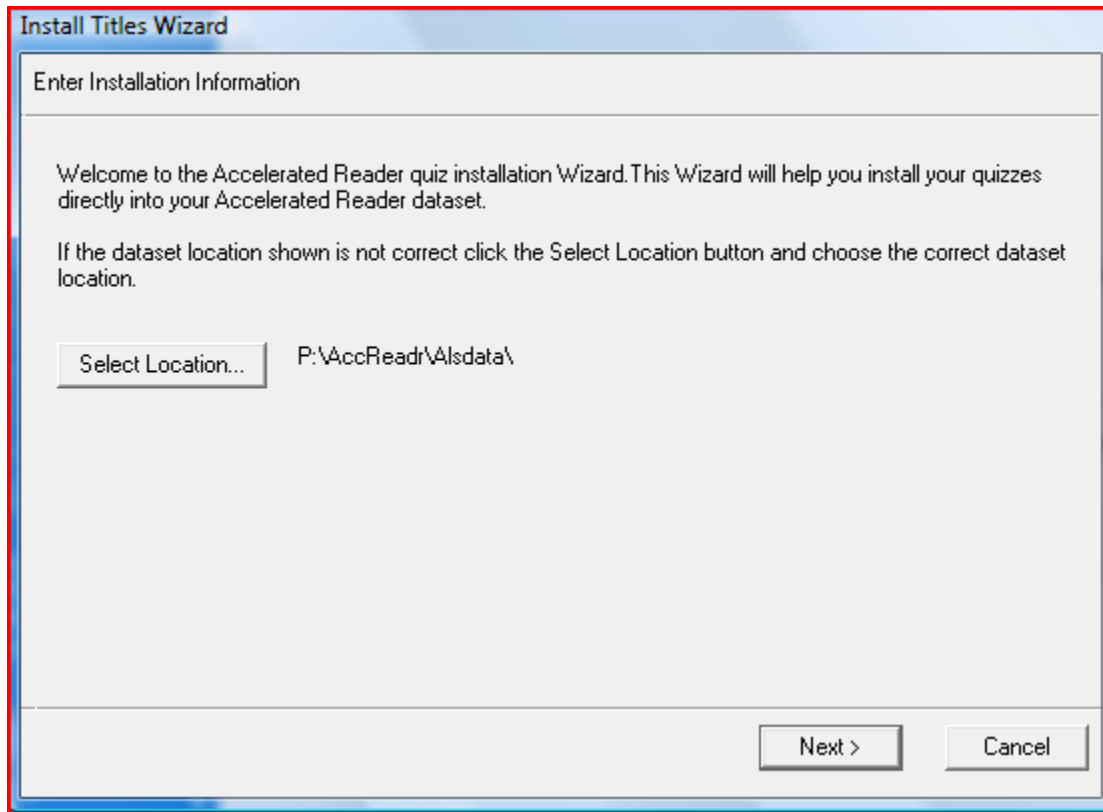 Install Titles Wizard
Enter Installation Information
Welcome to the Accelerated Reader quiz installation Wizard.This Wizard will help you install your quizzes
directly into your Accelerated Reader dataset.
If the dataset location shown is not correct click the Select Location button and choose the correct dataset
location.
Select Location... P:\AccReadr\Alsdata\
Next > Cancel